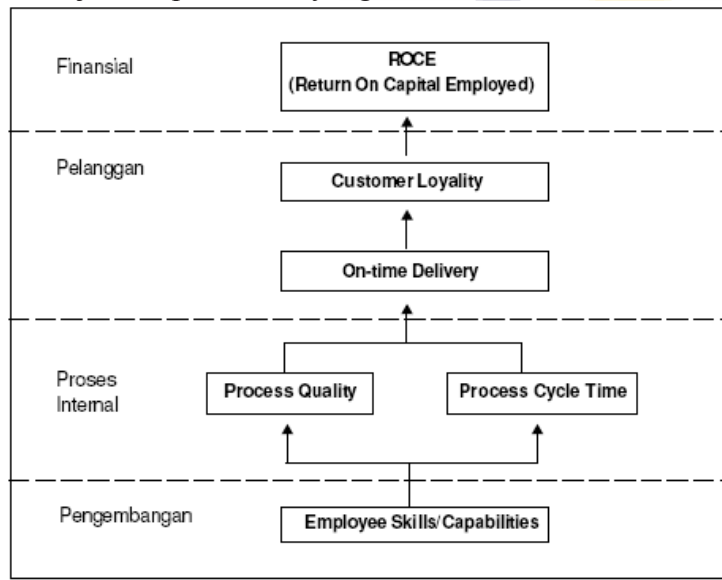 Finansial
ROCE
(Return On Capital Employed)
Pelanggan
Customer Loyality
On-time Delivery
Proses
Internal
Process Quality
Process Cycle Time
Pengembangan
Employee Skills/Capabilities